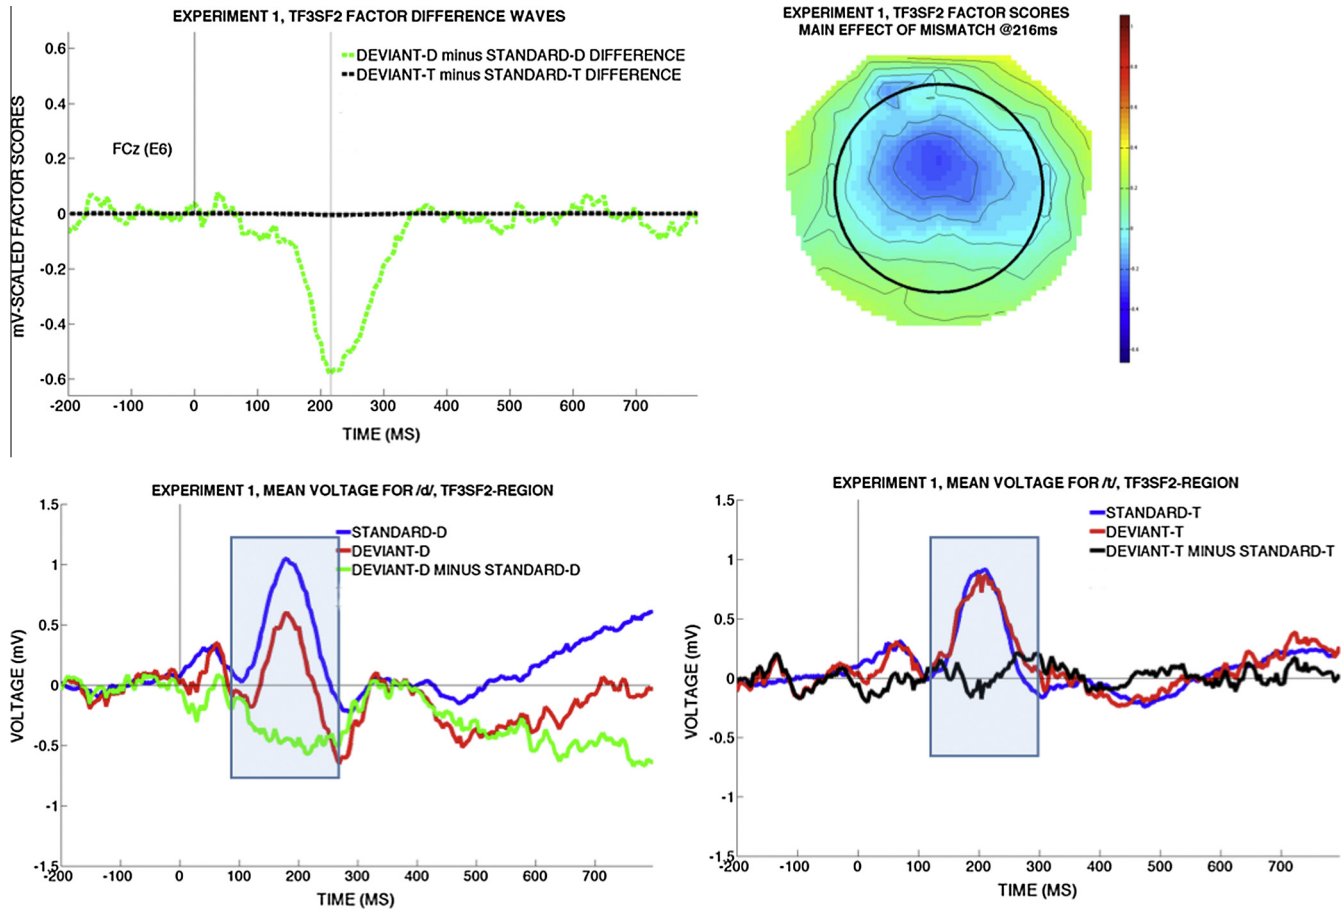 EXPERIMENT 1, TF3SF2 FACTOR DIFFERENCE WAVES
DEVIANT-D minus STANDARD-D DIFFERENCE
DEVIANT-T minus STANDARD-T DIFFERENCE
FCz (E6)
mV-SCALED FACTOR SCORES
0.6
0.4
0.2
0
-0.2
-0.4
-0.6
-200 -100 0 100 200 300 400 500 600 700
TIME (MS)
EXPERIMENT 1, TF3SF2 FACTOR SCORES
MAIN EFFECT OF MISMATCH @216ms
EXPERIMENT 1, MEAN VOLTAGE FOR /d/, TF3SF2-REGION
STANDARD-D
DEVIANT-D
DEVIANT-D MINUS STANDARD-D
VOLTAGE (mV)
1.5
1
0.5
0
-0.5
-1
-1.5
-200 -100 0 100 200 300 400 500 600 700
TIME (MS)
EXPERIMENT 1, MEAN VOLTAGE FOR /t/, TF3SF2-REGION
STANDARD-T
DEVIANT-T
DEVIANT-T MINUS STANDARD-T
VOLTAGE (mV)
1.5
1
0.5
0
-0.5
-1
-1.5
-200 -100 0 100 200 300 400 500 600 700
TIME (MS)